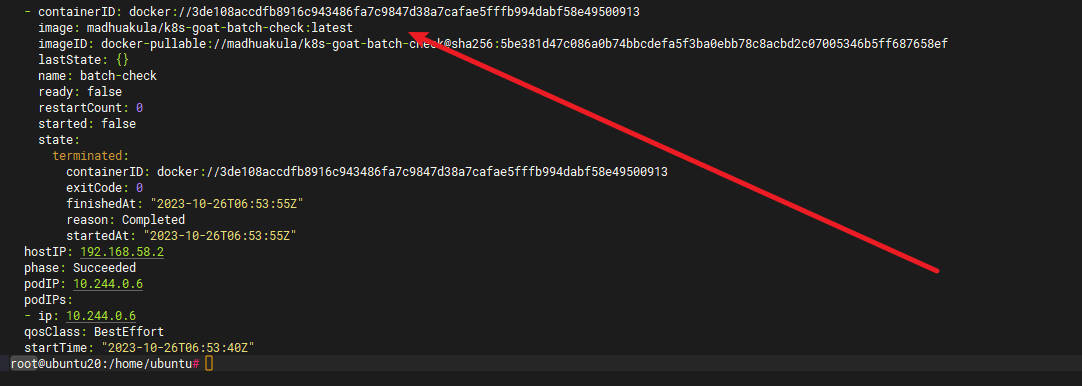 - containerID: docker://3de108accdfb8916c943486fa7c9847d38a7cafae5fffb994dabf58e49500913
image: madhuakula/k8s-goat-batch-check:latest
imageID: docker-pullable://madhuakula/k8s-goat-batch-check@sha256:5be381d47c086a0b74bbcdefa5f3ba0ebb78c8acbd2c07005346b5ff687658ef
lastState: {}
name: batch-check
ready: false
restartCount: 0
started: false
state:
terminated:
containerID: docker://3de108accdfb8916c943486fa7c9847d38a7cafae5fffb994dabf58e49500913
exitCode: 0
finishedAt: "2023-10-26T06:53:55Z"
reason: Completed
startedAt: "2023-10-26T06:53:55Z"
hostIP: 192.168.58.2
phase: Succeeded
podIP: 10.244.0.6
podIPs:
- ip: 10.244.0.6
qosClass: BestEffort
startTime: "2023-10-26T06:53:40Z"
root@ubuntu20:/home/ubuntu#